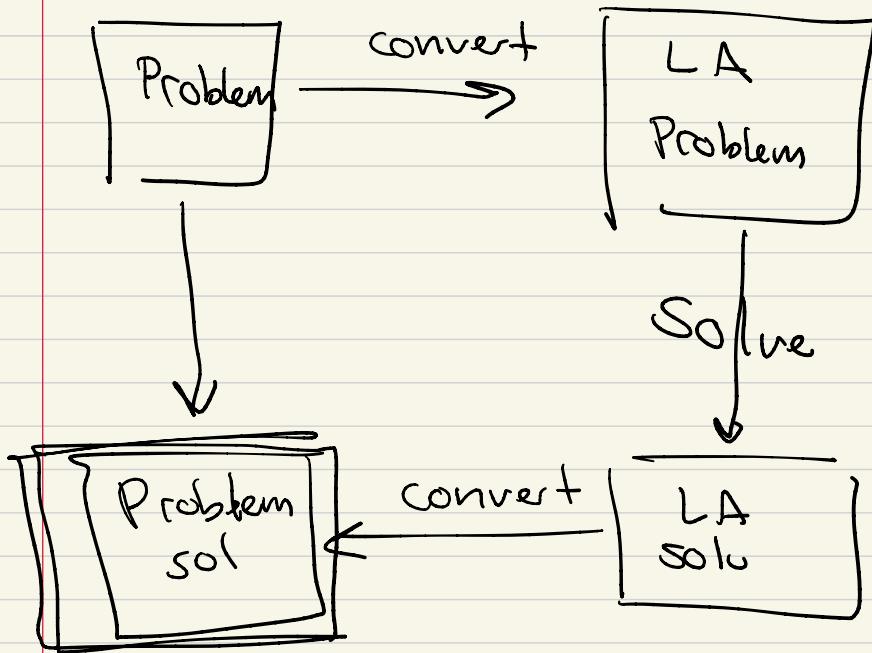 Problem
convert
LA
Problem
Solve
Problem
sol
convert
LA
solu